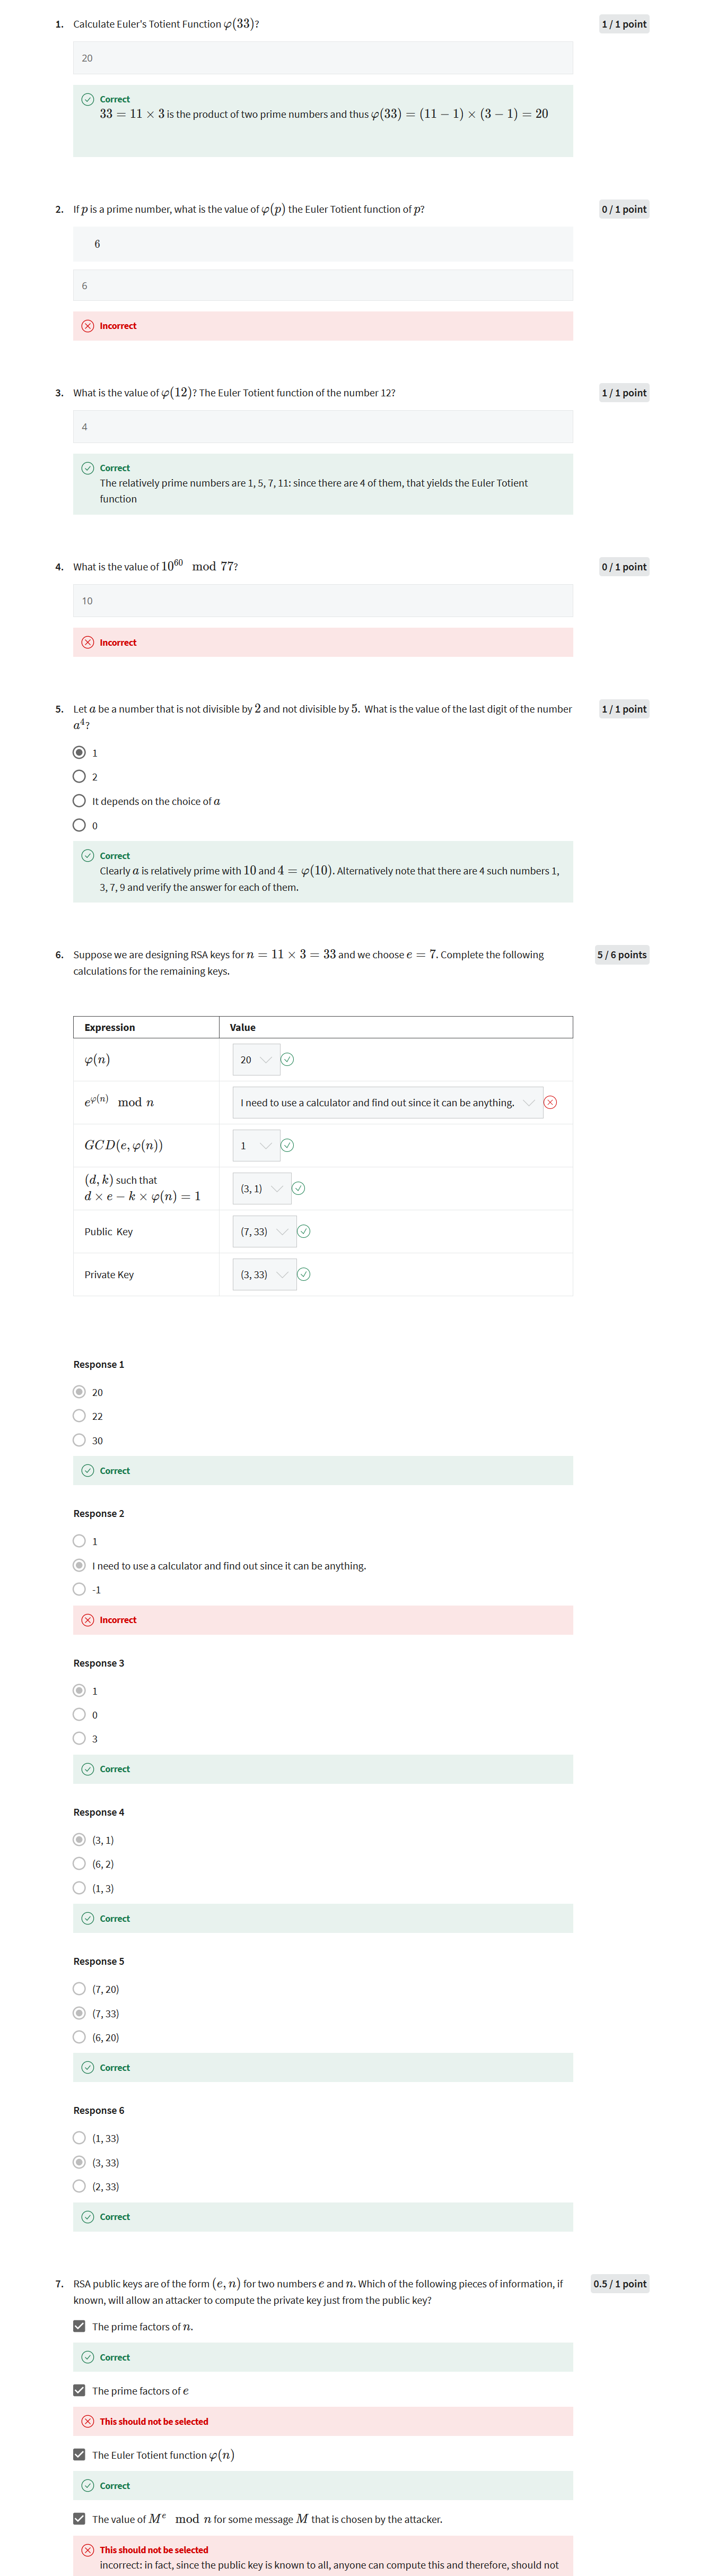 1. Calculate Euler's Totient Function φ(33)?
1 / 1 point
20
Correct
33 = 11 × 3 is the product of two prime numbers and thus φ(33) = (11 − 1) × (3 − 1) = 20
2. If p is a prime number, what is the value of φ(p) the Euler Totient function of p?
0 / 1 point
6
6
Incorrect
3. What is the value of φ(12)? The Euler Totient function of the number 12?
1 / 1 point
4
Correct
The relatively prime numbers are 1, 5, 7, 11: since there are 4 of them, that yields the Euler Totient
function
4. What is the value of 10^60 mod 77?
0 / 1 point
10
Incorrect
5. Let a be a number that is not divisible by 2 and not divisible by 5. What is the value of the last digit of the number
a^4?
1 / 1 point
1
2
It depends on the choice of a
0
Correct
Clearly a is relatively prime with 10 and 4 = φ(10). Alternatively note that there are 4 such numbers 1,
3, 7, 9 and verify the answer for each of them.
6. Suppose we are designing RSA keys for n = 11 × 3 = 33 and we choose e = 7. Complete the following
calculations for the remaining keys.
5 / 6 points
Expression Value
φ(n) 20
e^φ(n) mod n I need to use a calculator and find out since it can be anything.
GCD(e, φ(n)) 1
(d, k) such that
d × e − k × φ(n) = 1
(3, 1)
Public Key (7, 33)
Private Key (3, 33)
Response 1
20
22
30
Correct
Response 2
1
I need to use a calculator and find out since it can be anything.
-1
Incorrect
Response 3
1
0
3
Correct
Response 4
(3, 1)
(6, 2)
(1, 3)
Correct
Response 5
(7, 20)
(7, 33)
(6, 20)
Correct
Response 6
(1, 33)
(3, 33)
(2, 33)
Correct
7. RSA public keys are of the form (e, n) for two numbers e and n. Which of the following pieces of information, if
known, will allow an attacker to compute the private key just from the public key?
0.5 / 1 point
The prime factors of n.
Correct
The prime factors of e
This should not be selected
The Euler Totient function φ(n)
Correct
The value of M^e mod n for some message M that is chosen by the attacker.
This should not be selected
incorrect: in fact, since the public key is known to all, anyone can compute this and therefore, should not